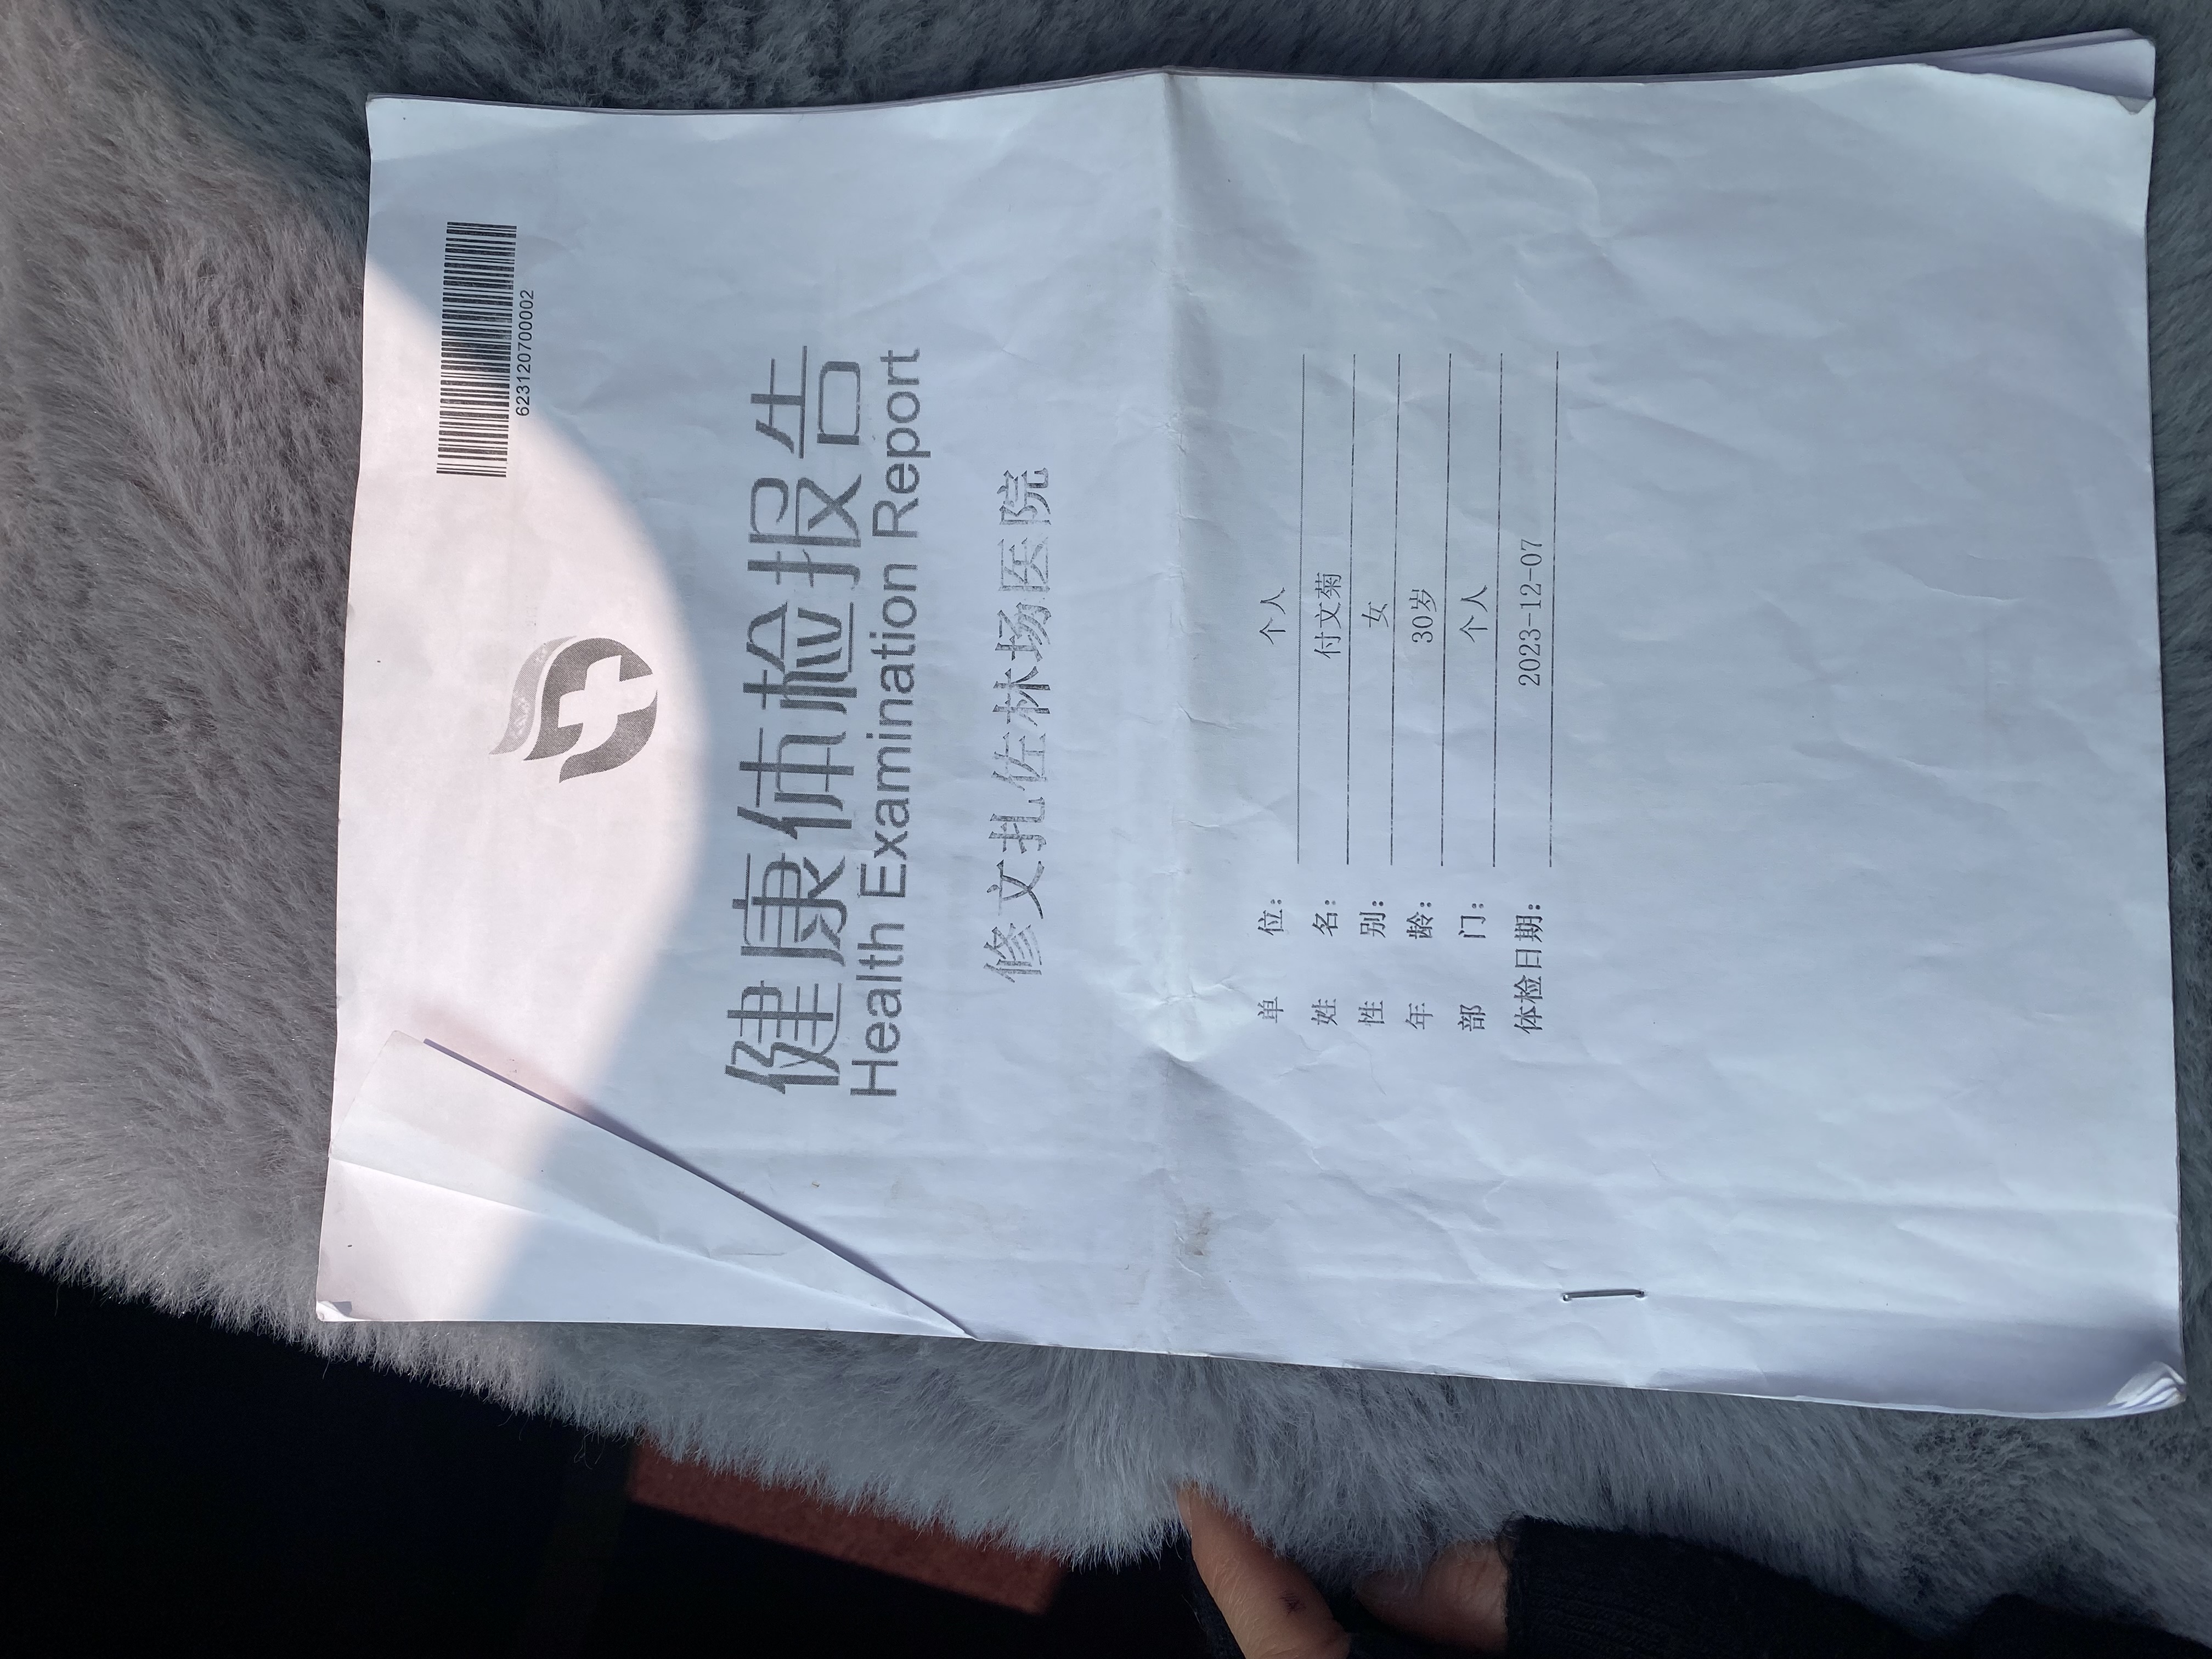 623120700002
健康体检报告
Health Examination Report
修文扎佐林场医院
单 位： 个人
姓 名： 付文菊
性 别： 女
年 龄： 30岁
部 门： 个人
体检日期： 2023-12-07